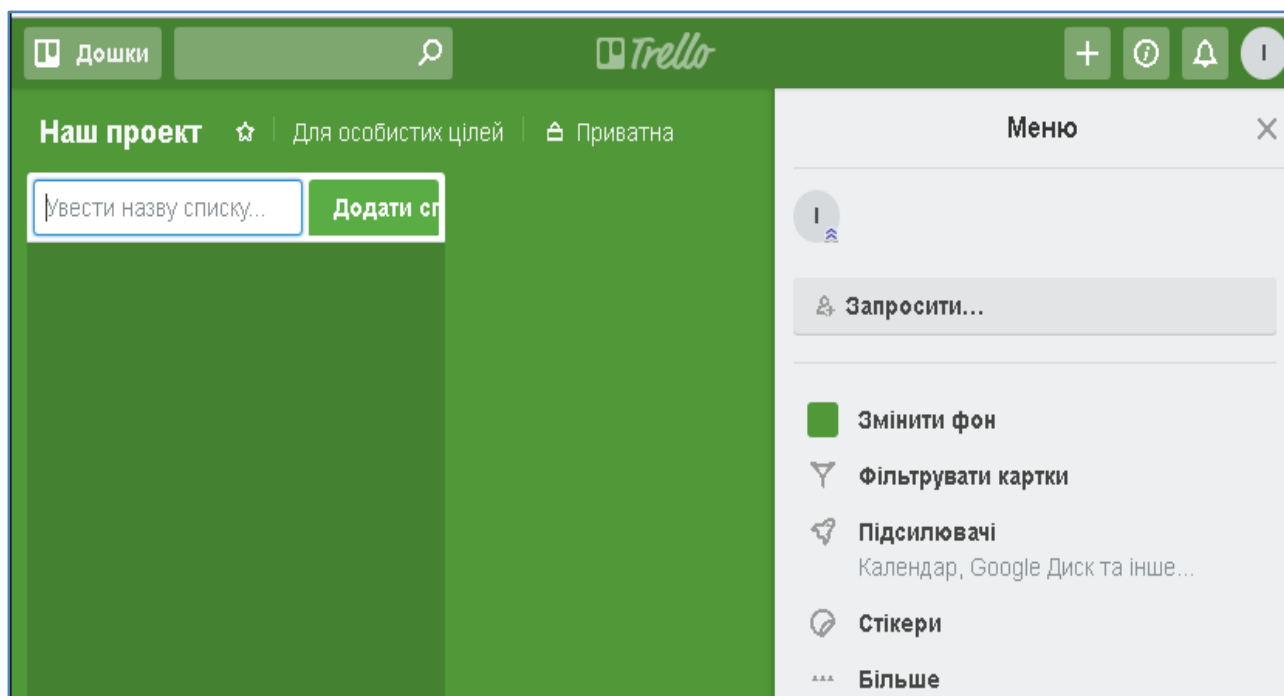 Дошки
Trello
I
Наш проект
Для особистих цілей
Приватна
Увести назву списку...
Додати сп
Меню
I
Запросити...
Змінити фон
Фільтрувати картки
Підсилювачі
Календар, Google Диск та інше...
Стікери
Більше